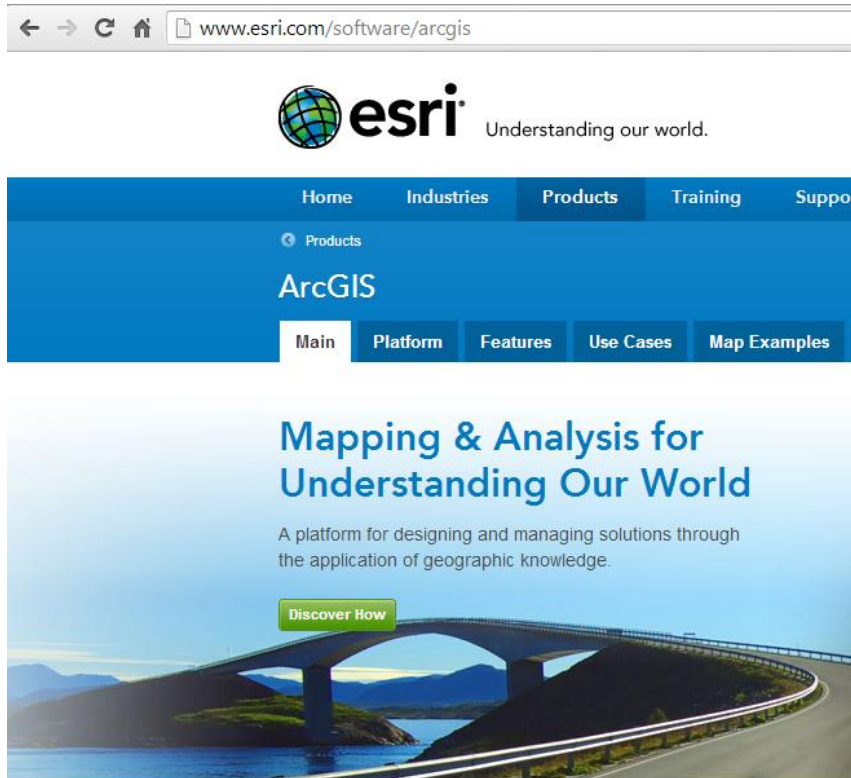 www.esri.com/software/arcgis
esri® Understanding our world.
Home Industries Products Training Suppo
Products
ArcGIS
Main Platform Features Use Cases Map Examples
Mapping & Analysis for
Understanding Our World
A platform for designing and managing solutions through
the application of geographic knowledge.
Discover How